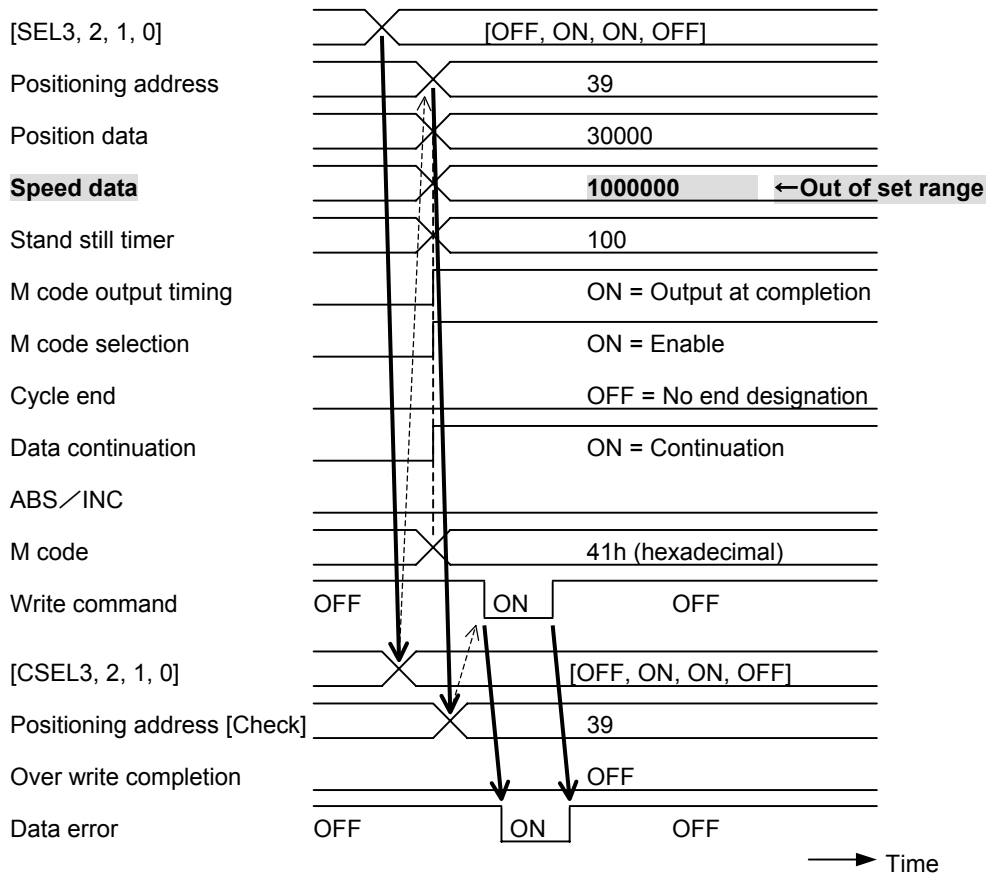 [SEL3, 2, 1, 0] [OFF, ON, ON, OFF]
Positioning address 39
Position data 30000
Speed data 1000000 ←Out of set range
Stand still timer 100
M code output timing ON = Output at completion
M code selection ON = Enable
Cycle end OFF = No end designation
Data continuation ON = Continuation
ABS／INC
M code 41h (hexadecimal)
Write command OFF ON OFF
[CSEL3, 2, 1, 0] [OFF, ON, ON, OFF]
Positioning address [Check] 39
Over write completion OFF
Data error OFF ON OFF
Time